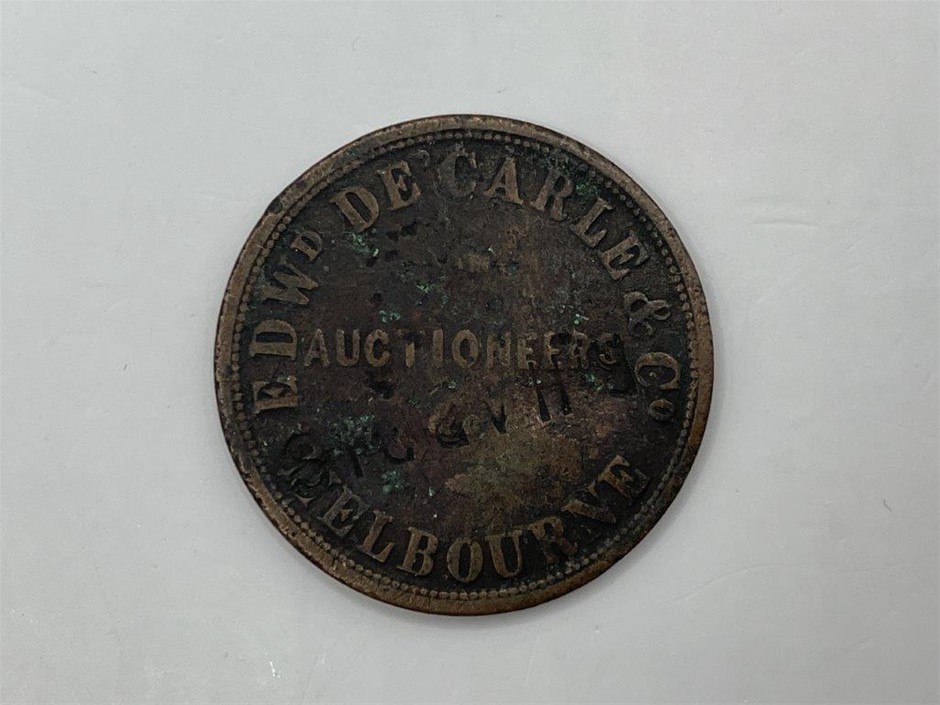 EDWD DE CARLE & Co
AUCTIONEERS
MELBOURNE